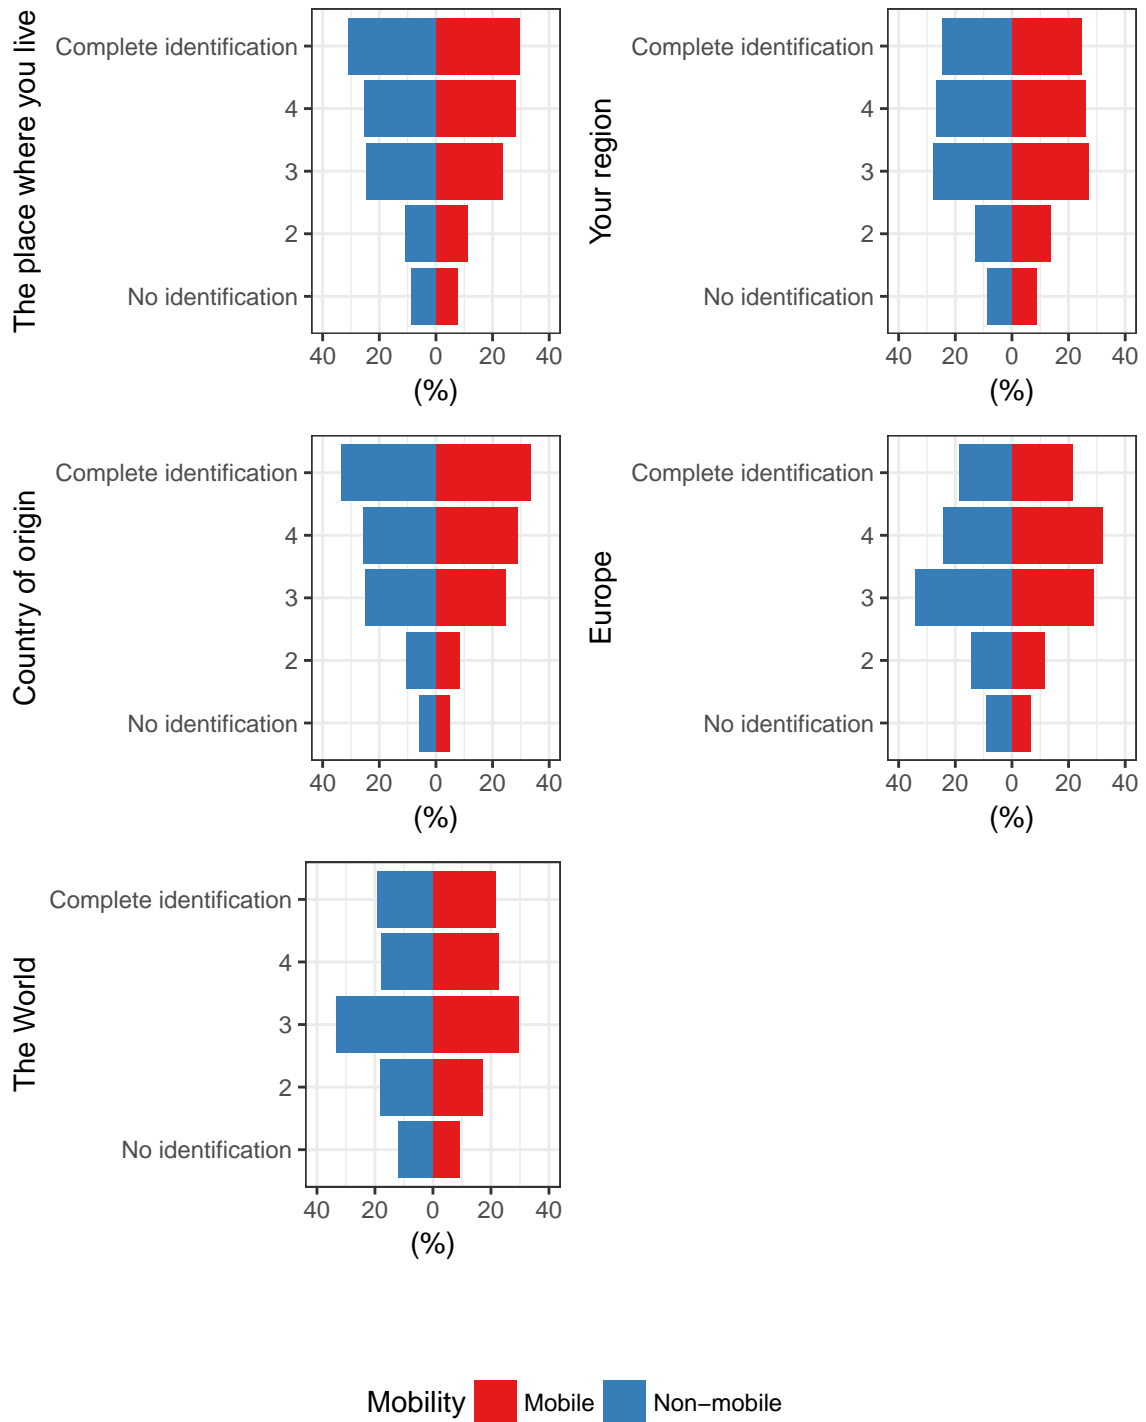 The place where you live
Complete identification
4
3
2
No identification
40 20 0 20 40
(%)
Your region
Complete identification
4
3
2
No identification
40 20 0 20 40
(%)
Country of origin
Complete identification
4
3
2
No identification
40 20 0 20 40
(%)
Europe
Complete identification
4
3
2
No identification
40 20 0 20 40
(%)
The World
Complete identification
4
3
2
No identification
40 20 0 20 40
(%)
Mobility Mobile Non−mobile